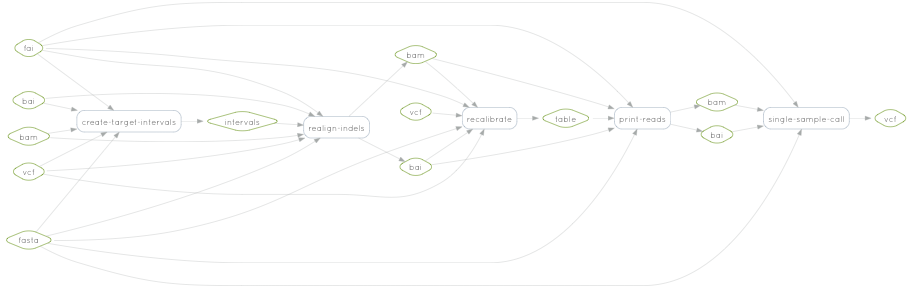 fai
bai
bam
vcf
fasta
create-target-intervals
intervals
realign-indels
bam
vcf
bai
recalibrate
table
print-reads
bam
bai
single-sample-call
vcf